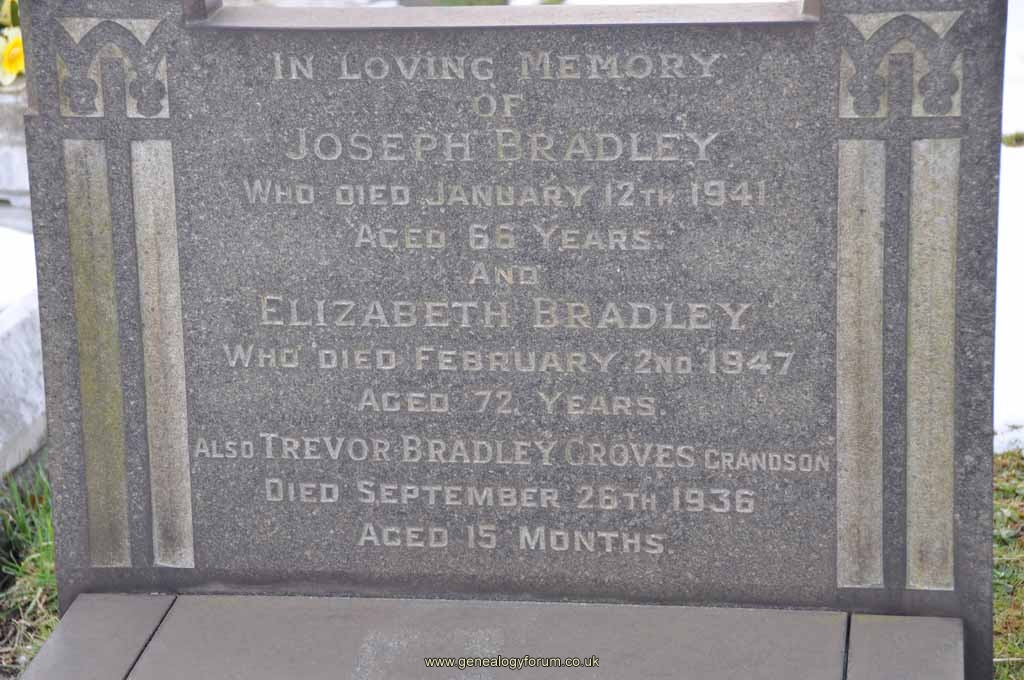 In Loving Memory
of
Joseph Bradley
Who died January 12th 1941
Aged 66 Years.
And
Elizabeth Bradley
Who died February 2nd 1947
Aged 72 Years.
Also Trevor Bradley Groves Grandson
Died September 26th 1936
Aged 15 Months.
www.genealogyforum.co.uk